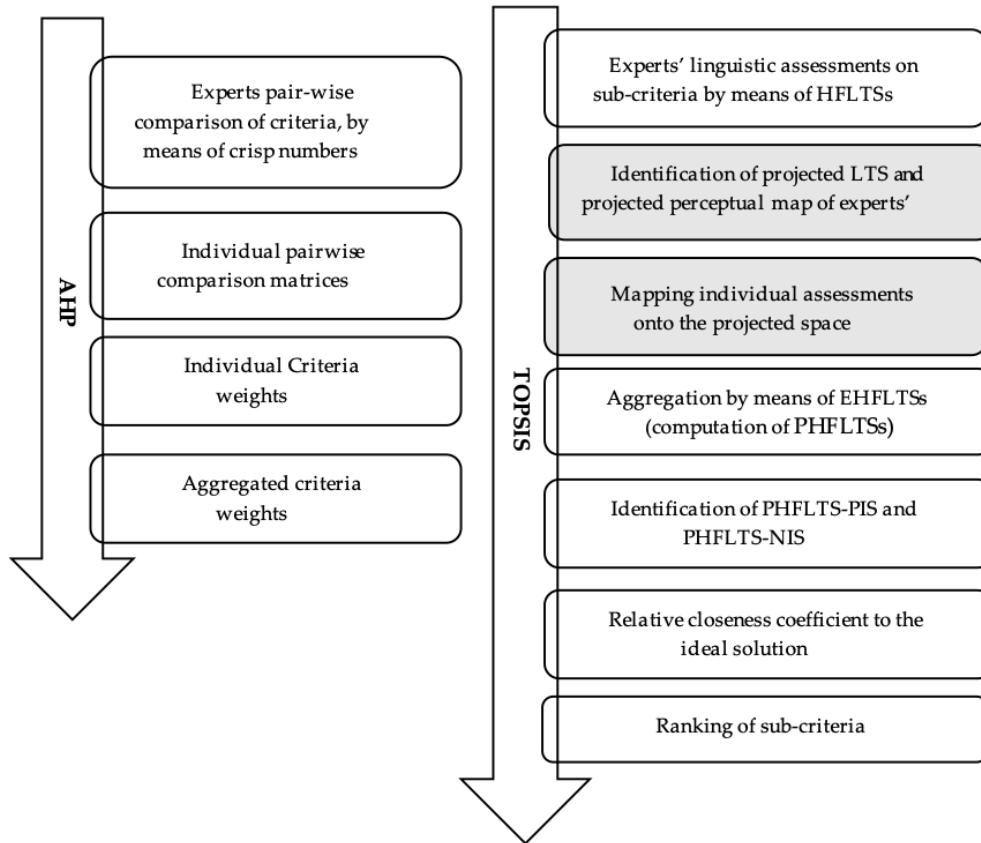 AHP
Experts pair-wise
comparison of criteria, by
means of crisp numbers
Individual pairwise
comparison matrices
Individual Criteria
weights
Aggregated criteria
weights
TOPSIS
Experts’ linguistic assessments on
sub-criteria by means of HFLTSs
Identification of projected LTS and
projected perceptual map of experts’
Mapping individual assessments
onto the projected space
Aggregation by means of EHFLTSs
(computation of PHFLTSs)
Identification of PHFLTS-PIS and
PHFLTS-NIS
Relative closeness coefficient to the
ideal solution
Ranking of sub-criteria